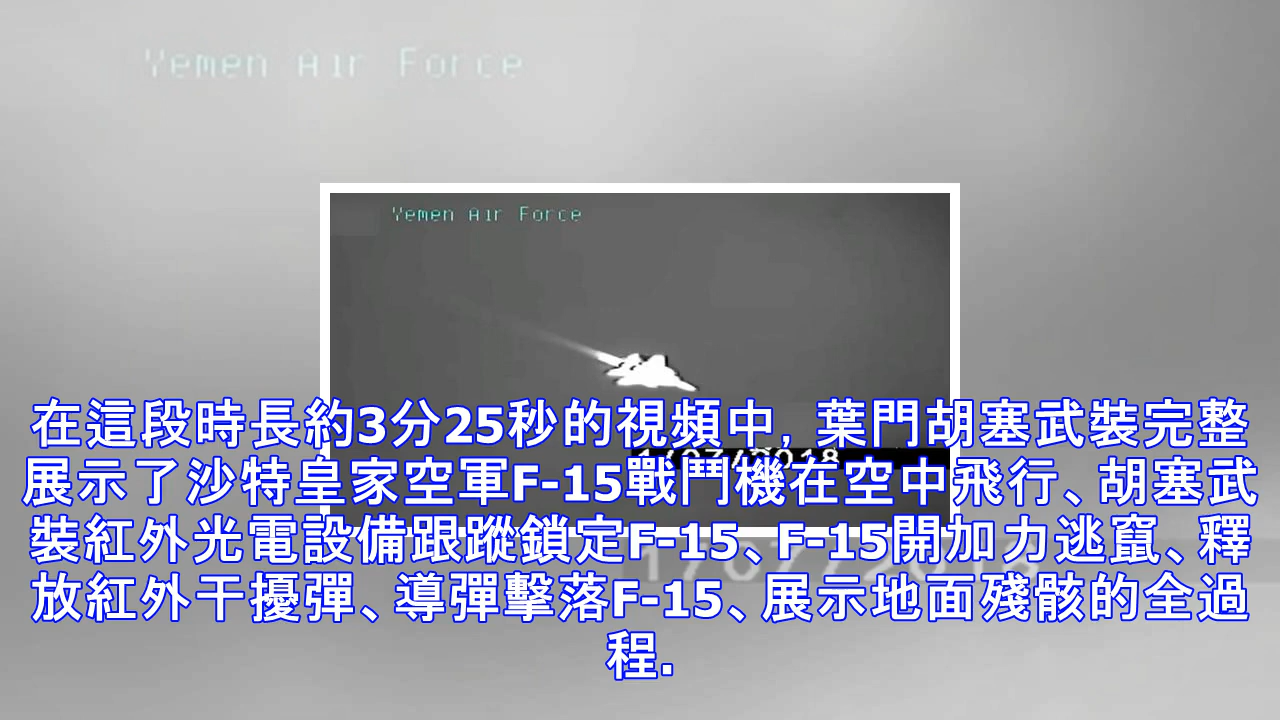 Yemen Air Force
Yemen Air Force
在這段時長約3分25秒的視頻中, 葉門胡塞武裝完整
展示了沙特皇家空軍F-15戰鬥機在空中飛行、胡塞武
裝紅外光電設備跟蹤鎖定F-15、F-15開加力逃竄、釋
放紅外干擾彈、導彈擊落F-15、展示地面殘骸的全過
程.